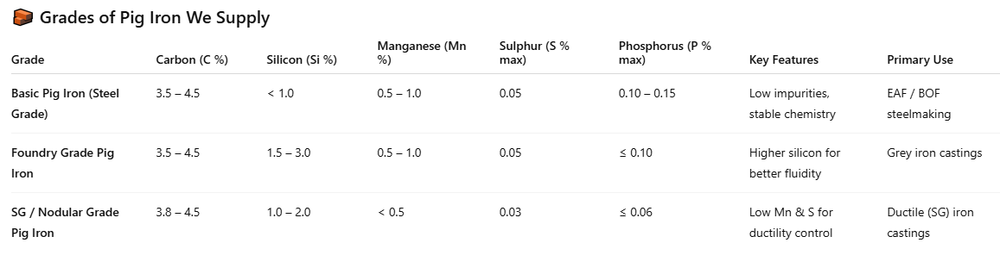 Grades of Pig Iron We Supply
Grade Carbon (C %) Silicon (Si %) Manganese (Mn %) Sulphur (S % max) Phosphorus (P % max) Key Features Primary Use
Basic Pig Iron (Steel Grade) 3.5 – 4.5 < 1.0 0.5 – 1.0 0.05 0.10 – 0.15 Low impurities, stable chemistry EAF / BOF steelmaking
Foundry Grade Pig Iron 3.5 – 4.5 1.5 – 3.0 0.5 – 1.0 0.05 ≤ 0.10 Higher silicon for better fluidity Grey iron castings
SG / Nodular Grade Pig Iron 3.8 – 4.5 1.0 – 2.0 < 0.5 0.03 ≤ 0.06 Low Mn & S for ductility control Ductile (SG) iron castings